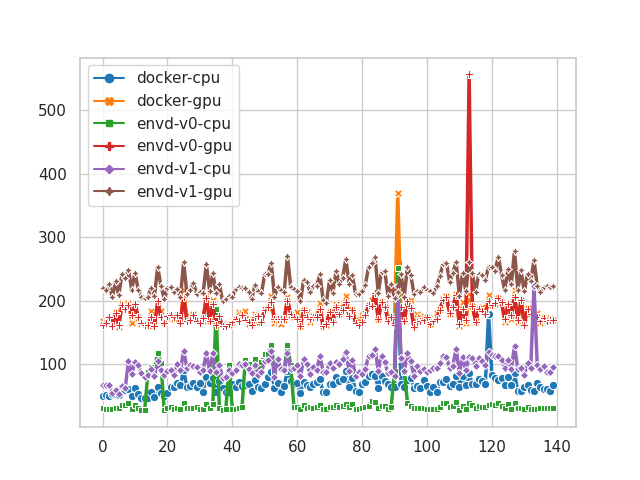 docker-cpu
docker-gpu
envd-v0-cpu
envd-v0-gpu
envd-v1-cpu
envd-v1-gpu
500
400
300
200
100
0 20 40 60 80 100 120 140